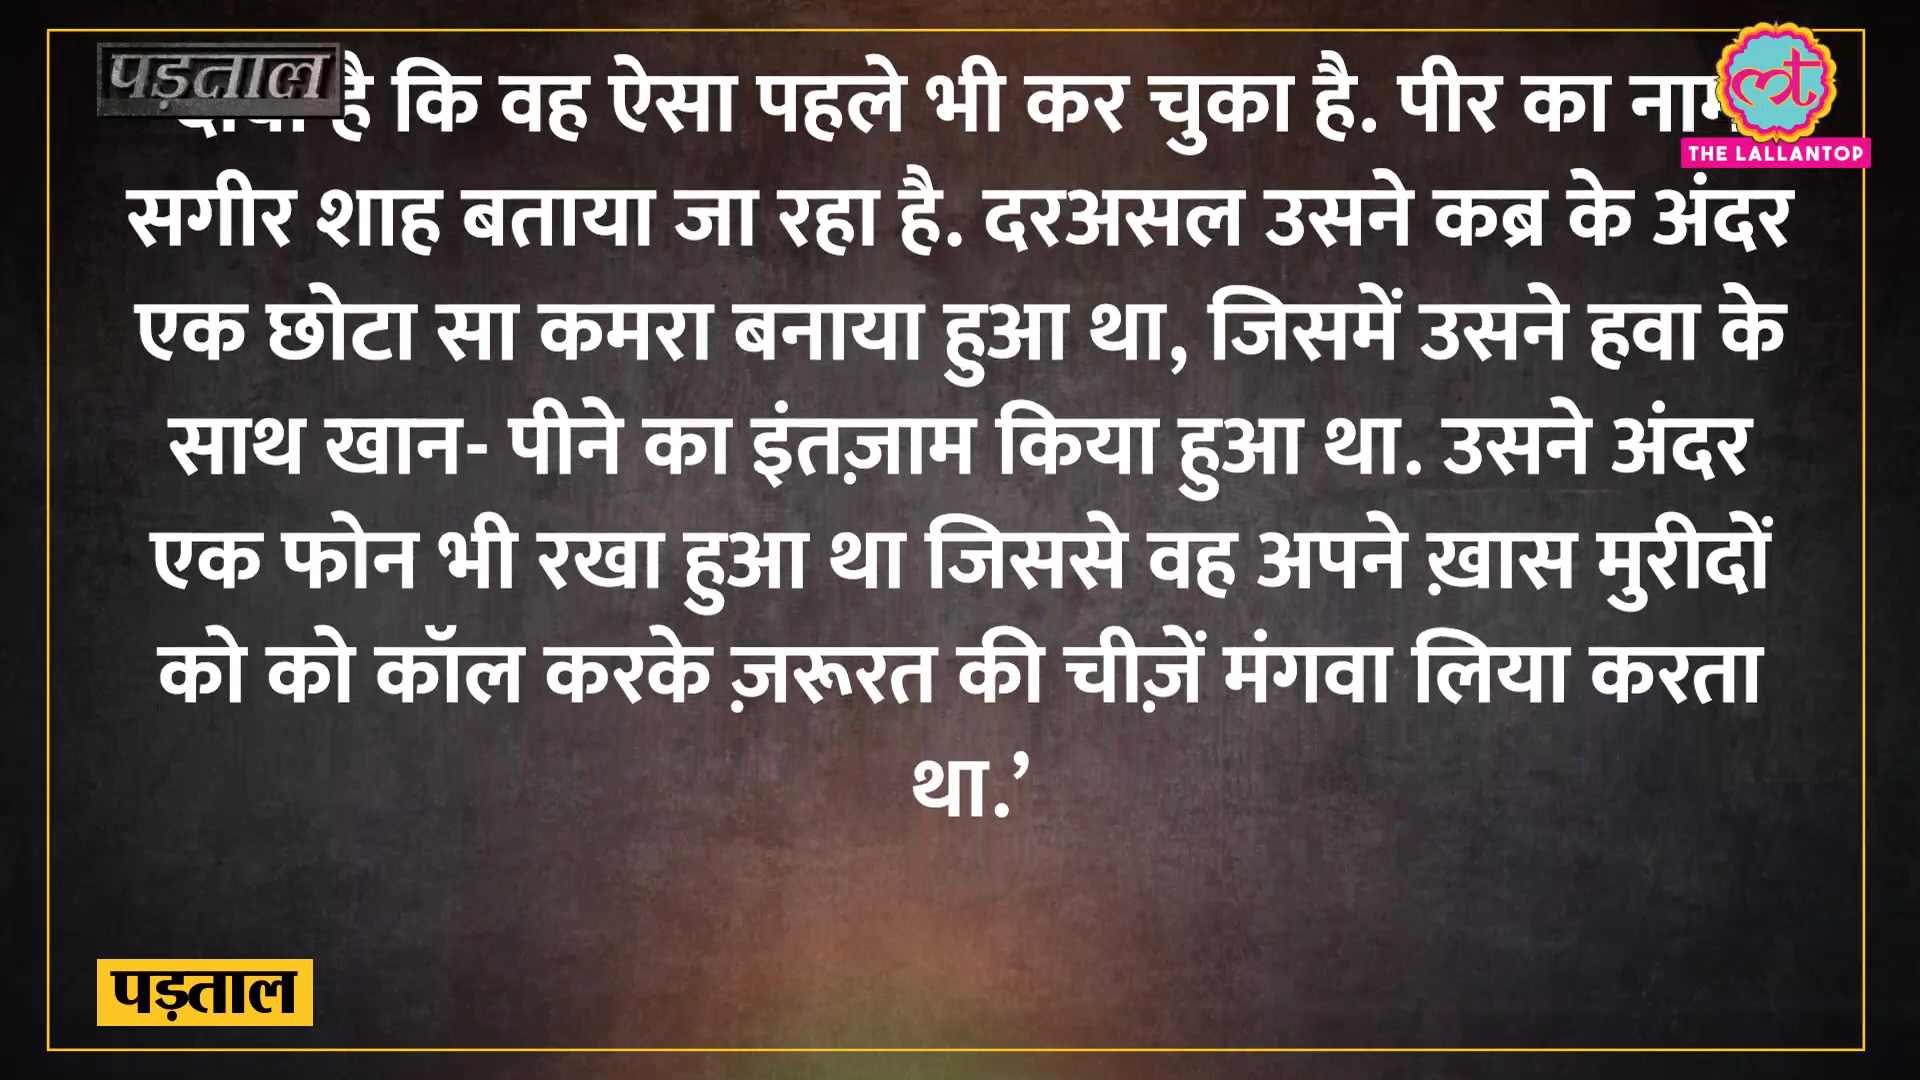 पड़ताल
है कि वह ऐसा पहले भी कर चुका है. पीर का नाम
THE LALLANTOP
सगीर शाह बताया जा रहा है. दरअसल उसने कब्र के अंदर
एक छोटा सा कमरा बनाया हुआ था, जिसमें उसने हवा के
साथ खान- पीने का इंतज़ाम किया हुआ था. उसने अंदर
एक फोन भी रखा हुआ था जिससे वह अपने ख़ास मुरीदों
को को कॉल करके ज़रूरत की चीज़ें मंगवा लिया करता
था.’
पड़ताल